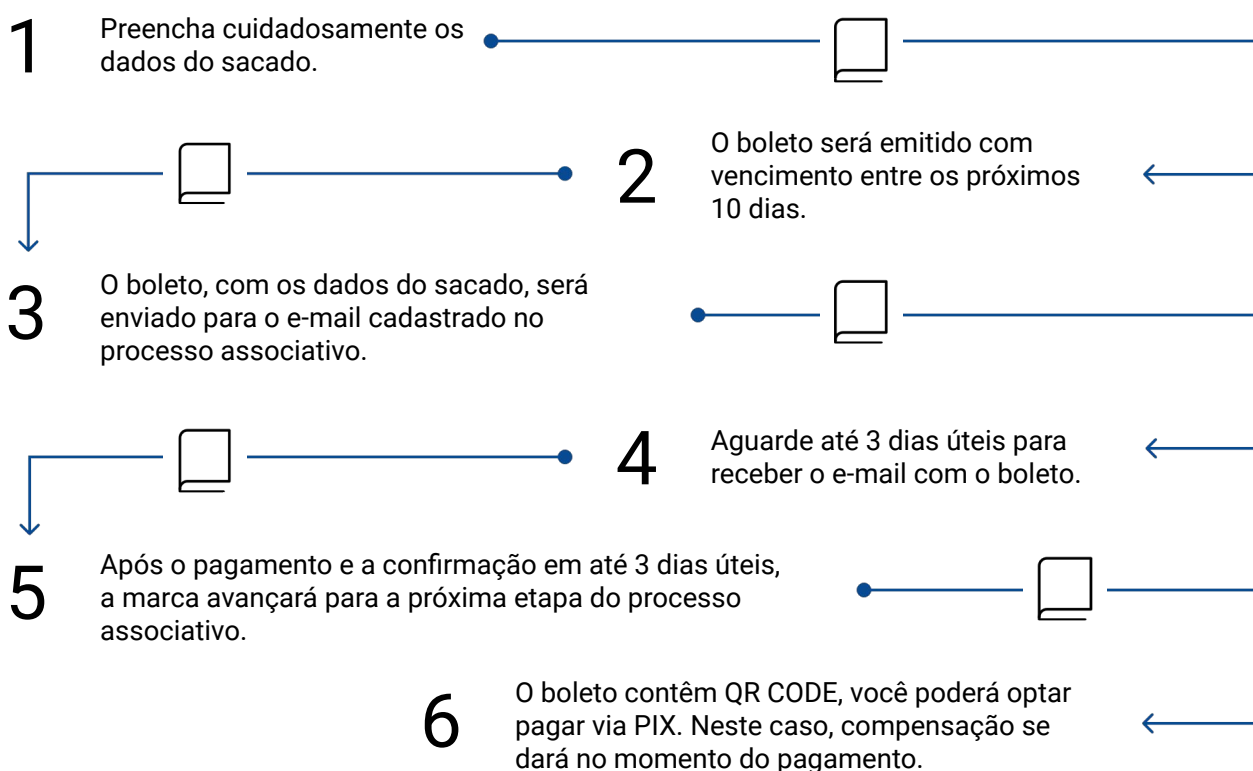 1
Preencha cuidadosamente os
dados do sacado.
2
O boleto será emitido com
vencimento entre os próximos
10 dias.
3
O boleto, com os dados do sacado, será
enviado para o e-mail cadastrado no
processo associativo.
4
Aguarde até 3 dias úteis para
receber o e-mail com o boleto.
5
Após o pagamento e a confirmação em até 3 dias úteis,
a marca avançará para a próxima etapa do processo
associativo.
6
O boleto contêm QR CODE, você poderá optar
pagar via PIX. Neste caso, compensação se
dará no momento do pagamento.